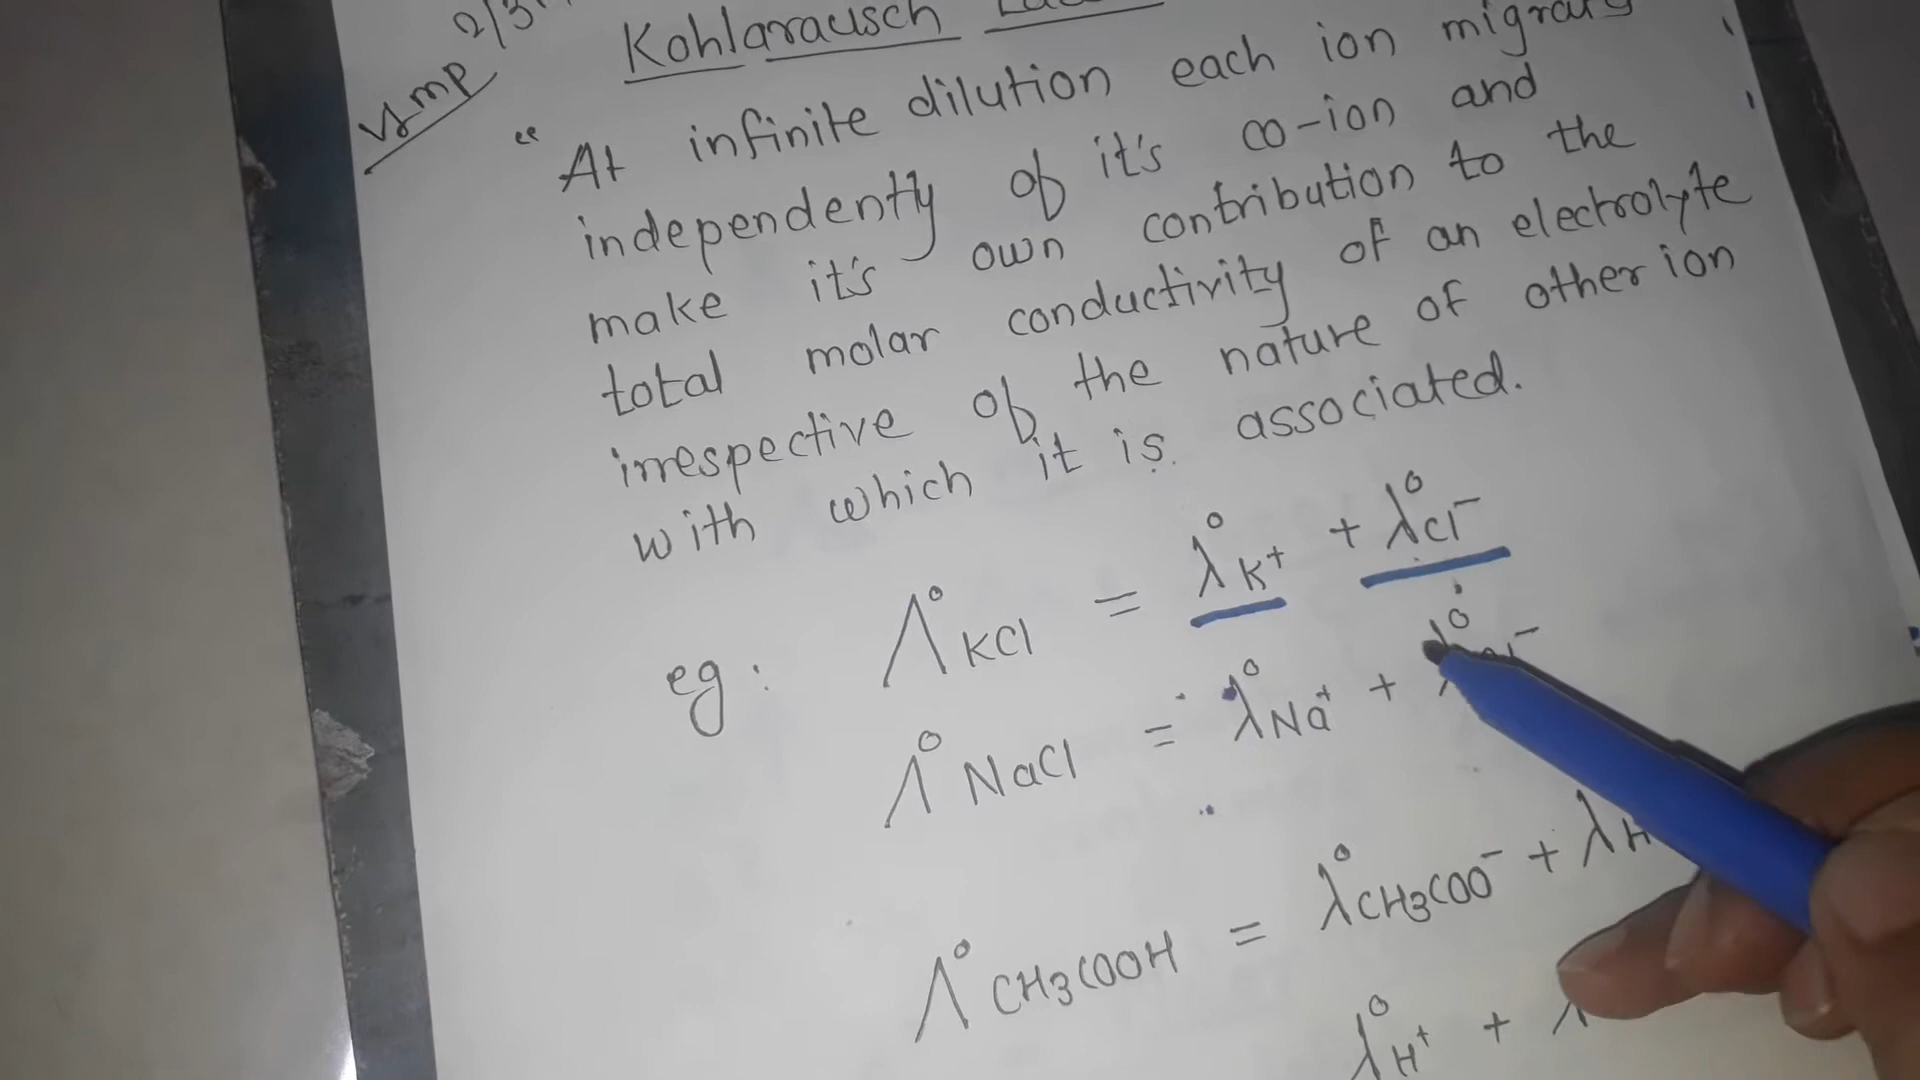 2/3
Imp
Kohlarausch
" At infinite dilution each ion
independently of it's co-ion and
make it's own contribution to the
total molar conductivity of an electrolyte
irrespective of the nature of other ion
with which it is associated.
eg: Λ°KCl = λ°K⁺ + λ°Cl⁻
Λ°NaCl = λ°Na⁺ +
Λ°CH3COOH = λ°CH3COO⁻ + λH
λ°H⁺ + λ